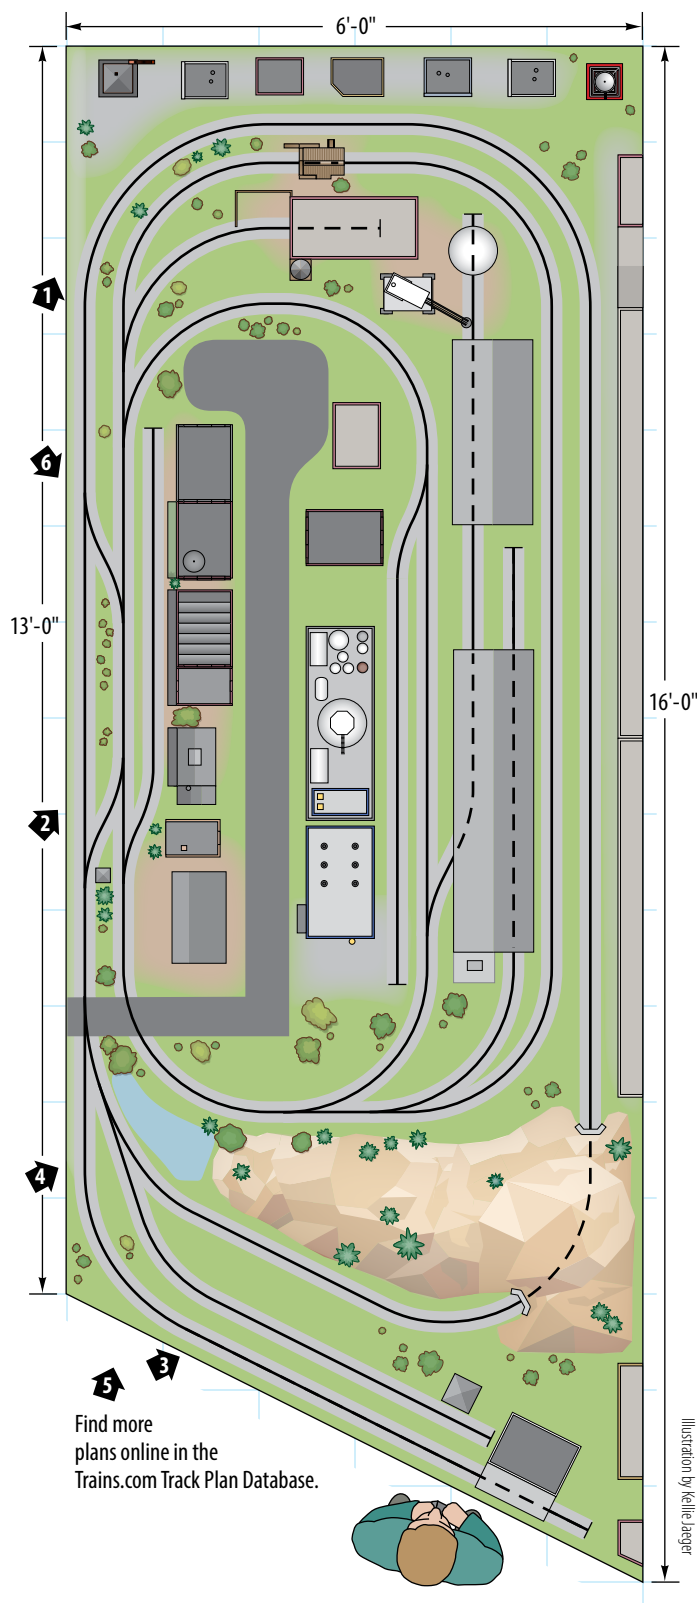 6'-0"
1
6
13'-0"
16'-0"
2
4
3
5
Find more
plans online in the
Trains.com Track Plan Database.
Illustration by Kellie Jaeger